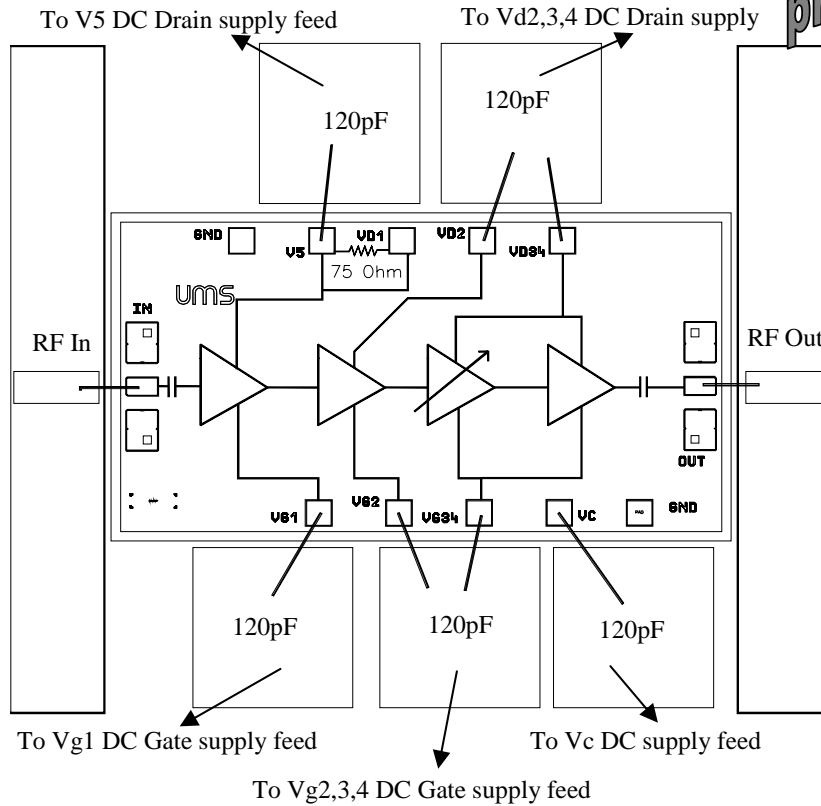 To V5 DC Drain supply feed
To Vd2,3,4 DC Drain supply
120pF
120pF
GND
V5
VD1
VD2
VD34
75 Ohm
ums
IN
RF In
RF Out
OUT
VG1
VG2
VG34
VC
GND
120pF
120pF
120pF
To Vg1 DC Gate supply feed
To Vc DC supply feed
To Vg2,3,4 DC Gate supply feed